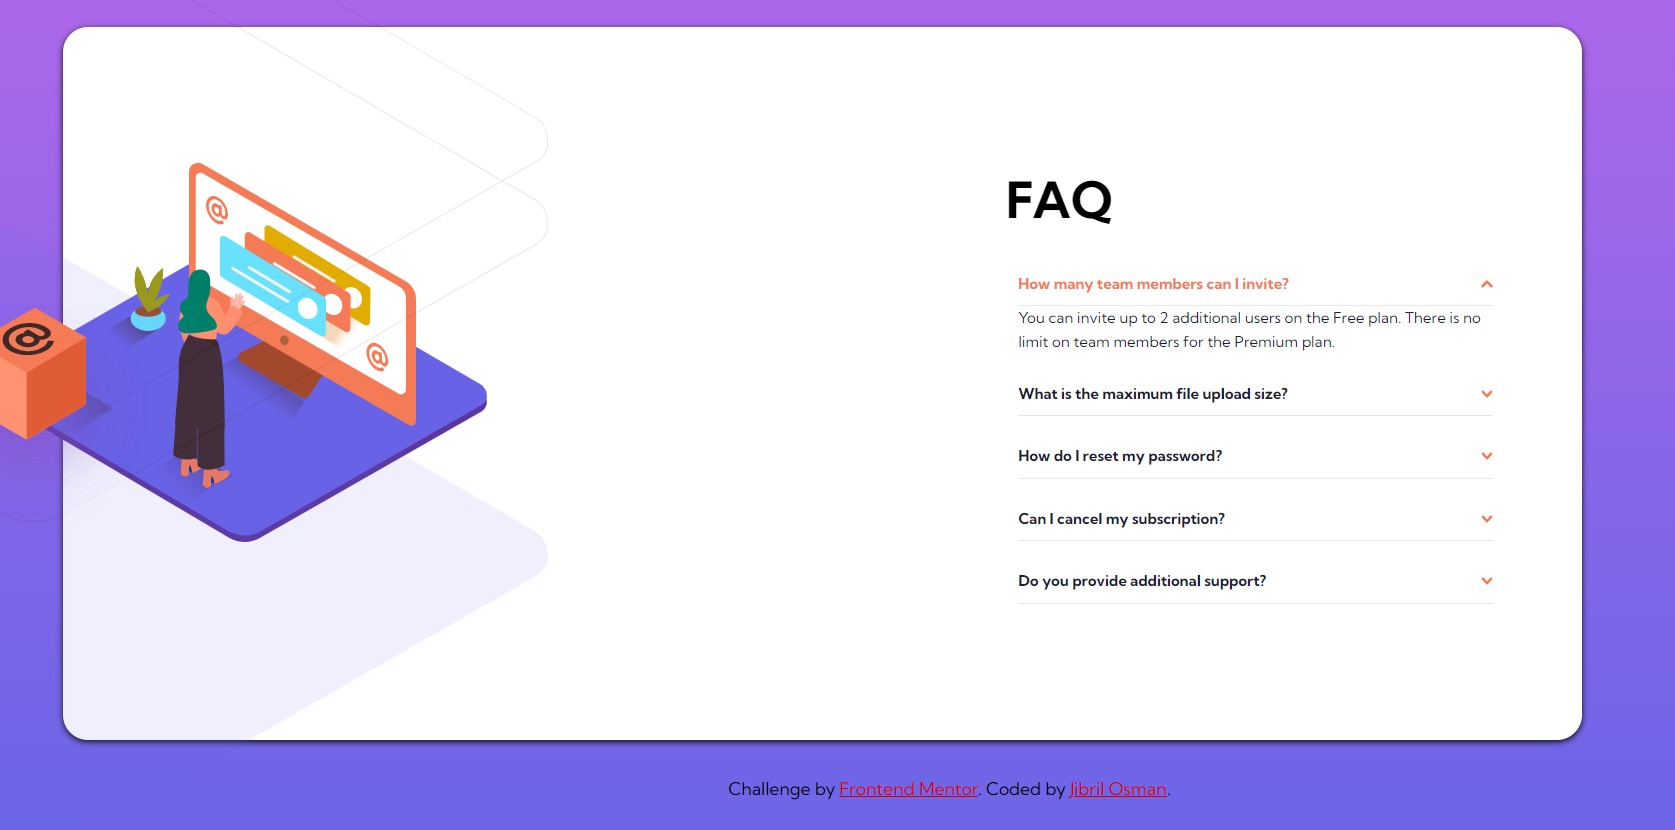 FAQ
How many team members can I invite?
You can invite up to 2 additional users on the Free plan. There is no
limit on team members for the Premium plan.
What is the maximum file upload size?
How do I reset my password?
Can I cancel my subscription?
Do you provide additional support?
Challenge by Frontend Mentor. Coded by Jibril Osman.
@
@
@